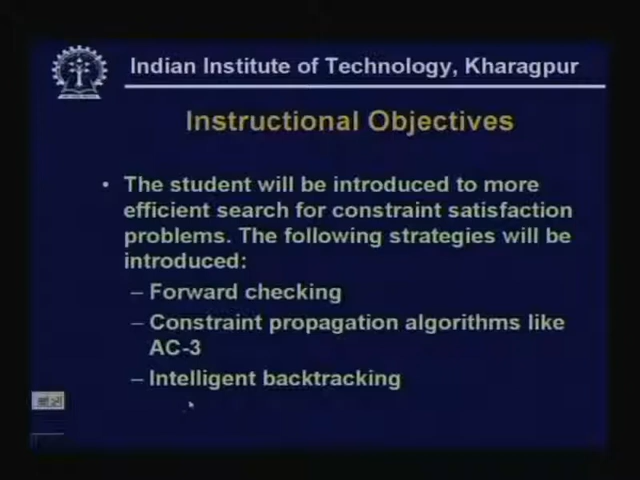 Indian Institute of Technology, Kharagpur
Instructional Objectives
• The student will be introduced to more
efficient search for constraint satisfaction
problems. The following strategies will be
introduced:
– Forward checking
– Constraint propagation algorithms like
AC-3
– Intelligent backtracking